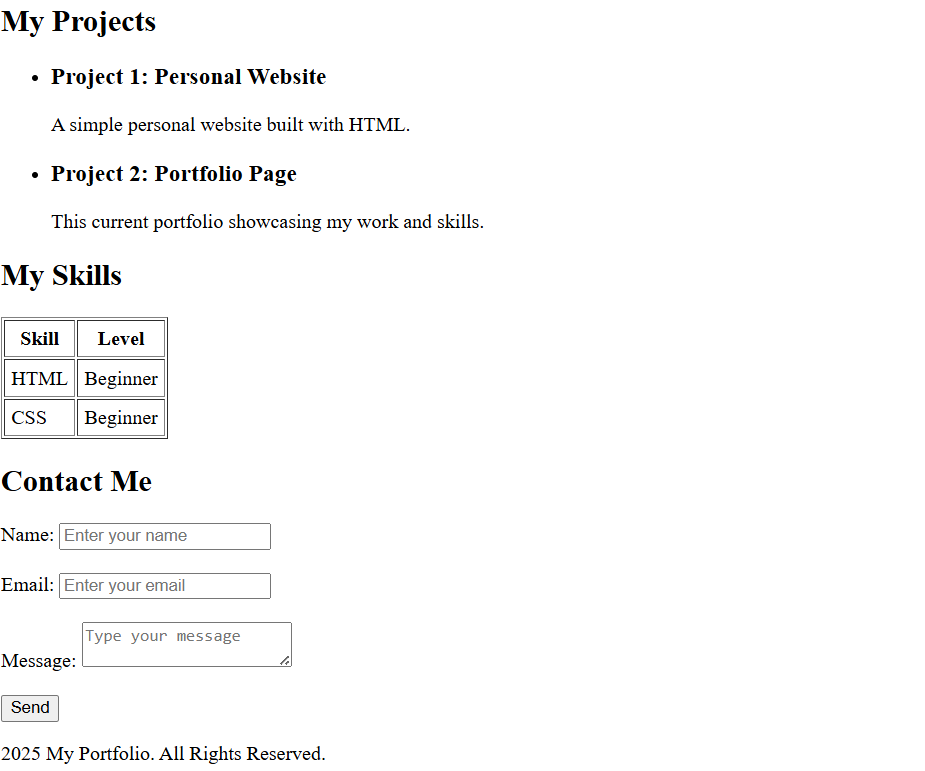 My Projects
Project 1: Personal Website
A simple personal website built with HTML.
Project 2: Portfolio Page
This current portfolio showcasing my work and skills.
My Skills
Skill Level
HTML Beginner
CSS Beginner
Contact Me
Name: Enter your name
Email: Enter your email
Message: Type your message
Send
2025 My Portfolio. All Rights Reserved.